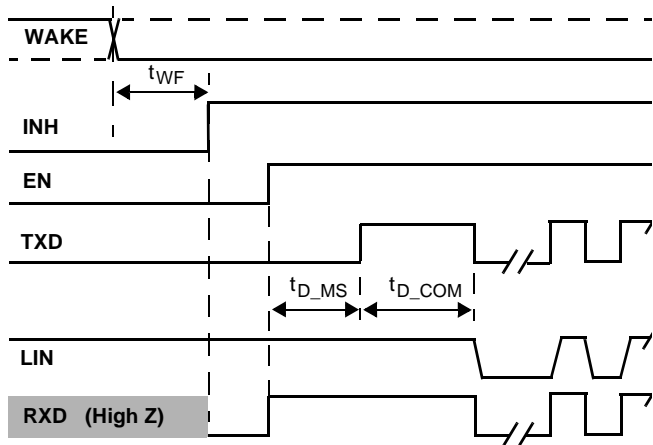 WAKE
tWF
INH
EN
TXD
tD_MS tD_COM
LIN
RXD (High Z)